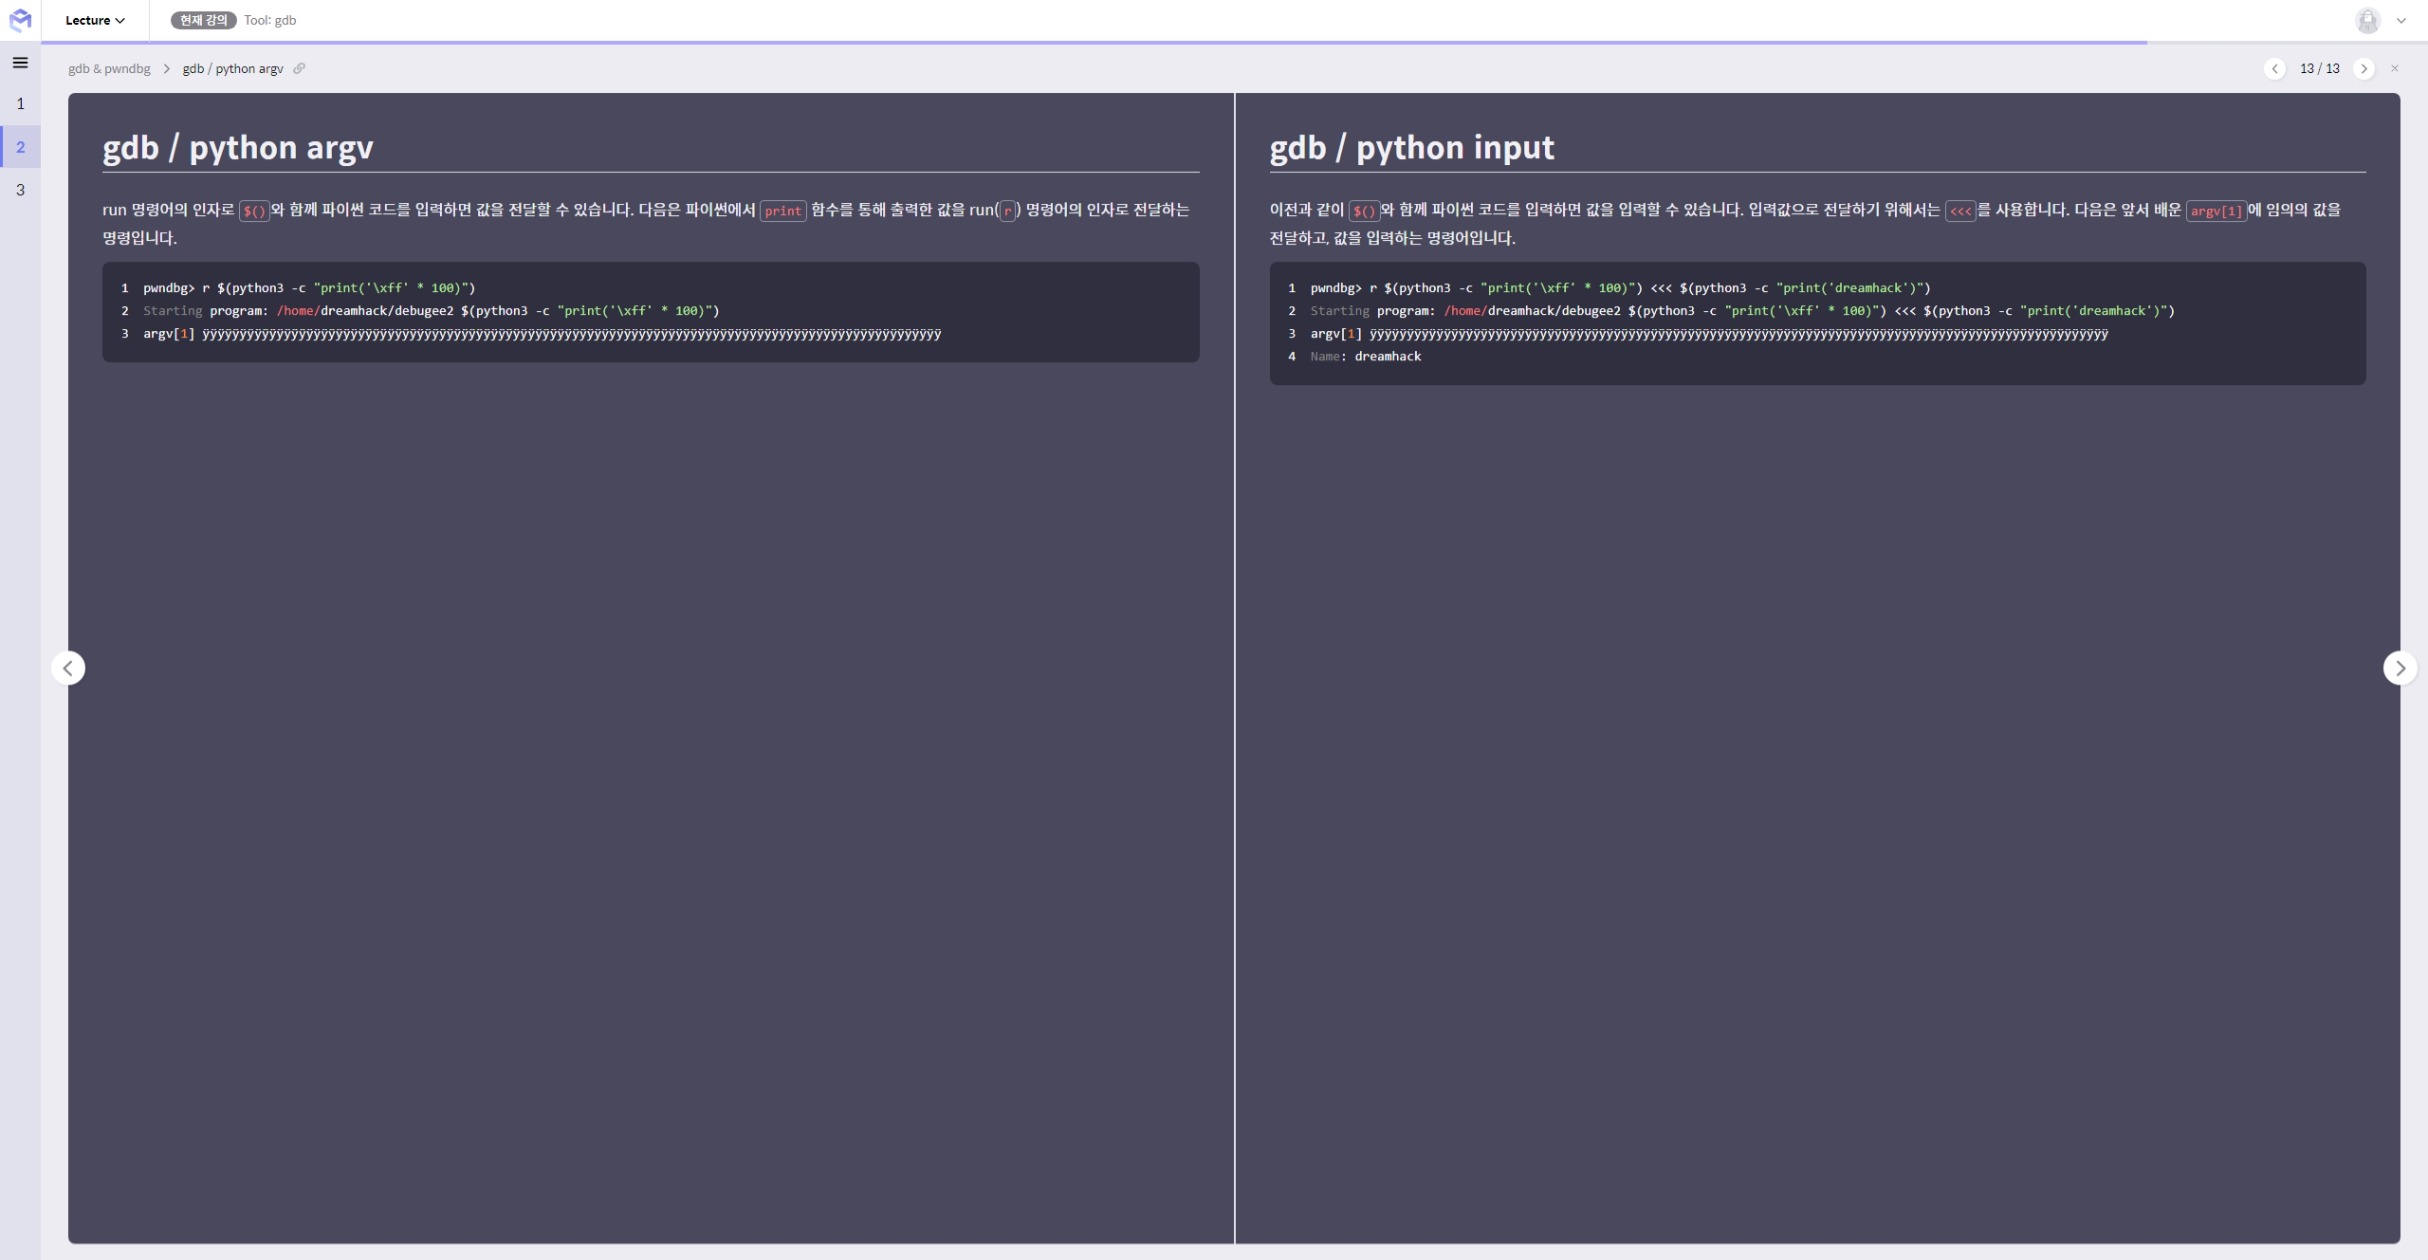 Lecture
현재 강의 Tool: gdb
gdb & pwndbg > gdb / python argv
13 / 13
1
2
3
gdb / python argv
run 명령어의 인자로 $()와 함께 파이썬 코드를 입력하면 값을 전달할 수 있습니다. 다음은 파이썬에서 print 함수를 통해 출력한 값을 run(r) 명령어의 인자로 전달하는
명령입니다.
1 pwndbg> r $(python3 -c "print('\xff' * 100)")
2 Starting program: /home/dreamhack/debugee2 $(python3 -c "print('\xff' * 100)")
3 argv[1] ÿÿÿÿÿÿÿÿÿÿÿÿÿÿÿÿÿÿÿÿÿÿÿÿÿÿÿÿÿÿÿÿÿÿÿÿÿÿÿÿÿÿÿÿÿÿÿÿÿÿÿÿÿÿÿÿÿÿÿÿÿÿÿÿÿÿÿÿÿÿÿÿÿÿÿÿÿÿÿÿÿÿÿÿÿÿÿÿÿÿÿÿÿÿÿÿÿÿÿÿ
gdb / python input
이전과 같이 $()와 함께 파이썬 코드를 입력하면 값을 입력할 수 있습니다. 입력값으로 전달하기 위해서는 <<<를 사용합니다. 다음은 앞서 배운 argv[1]에 임의의 값을
전달하고, 값을 입력하는 명령어입니다.
1 pwndbg> r $(python3 -c "print('\xff' * 100)") <<< $(python3 -c "print('dreamhack')")
2 Starting program: /home/dreamhack/debugee2 $(python3 -c "print('\xff' * 100)") <<< $(python3 -c "print('dreamhack')")
3 argv[1] ÿÿÿÿÿÿÿÿÿÿÿÿÿÿÿÿÿÿÿÿÿÿÿÿÿÿÿÿÿÿÿÿÿÿÿÿÿÿÿÿÿÿÿÿÿÿÿÿÿÿÿÿÿÿÿÿÿÿÿÿÿÿÿÿÿÿÿÿÿÿÿÿÿÿÿÿÿÿÿÿÿÿÿÿÿÿÿÿÿÿÿÿÿÿÿÿÿÿÿÿ
4 Name: dreamhack